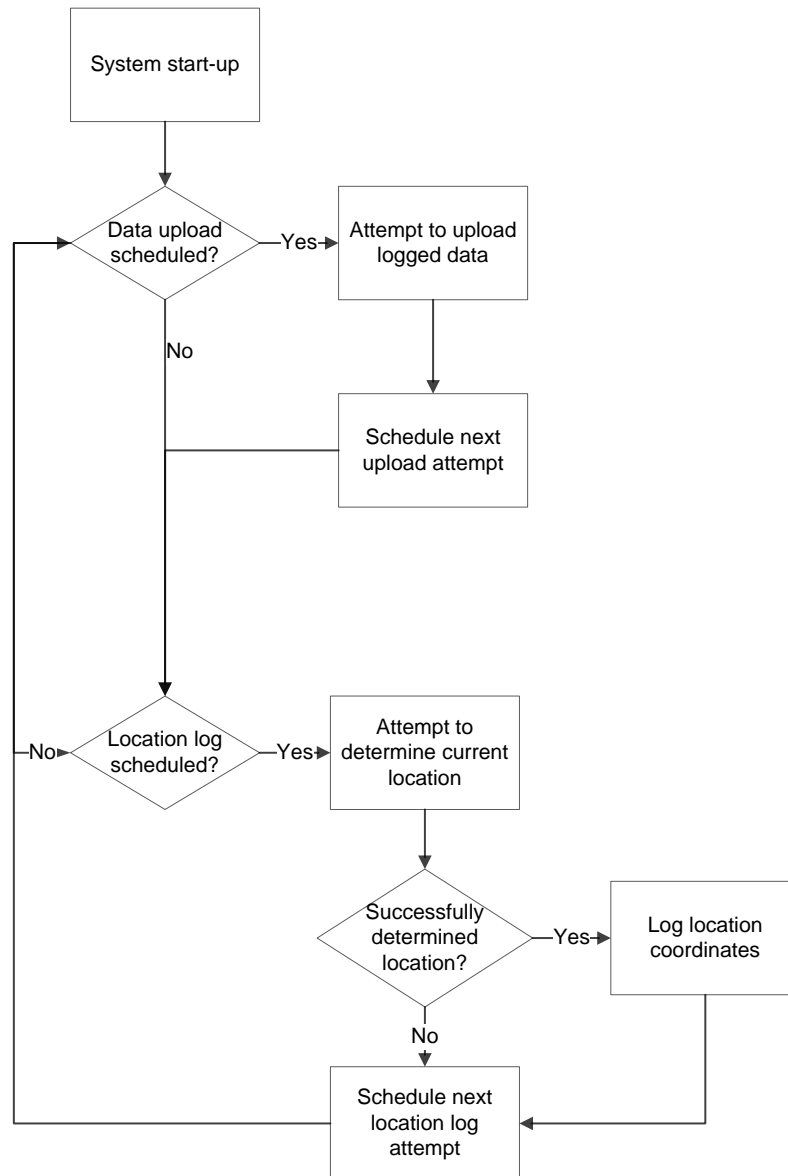 System start-up
Data upload
scheduled?
Yes
Attempt to upload
logged data
No
Schedule next
upload attempt
Location log
scheduled?
No
Yes
Attempt to
determine current
location
Successfully
determined
location?
Yes
Log location
coordinates
No
Schedule next
location log
attempt